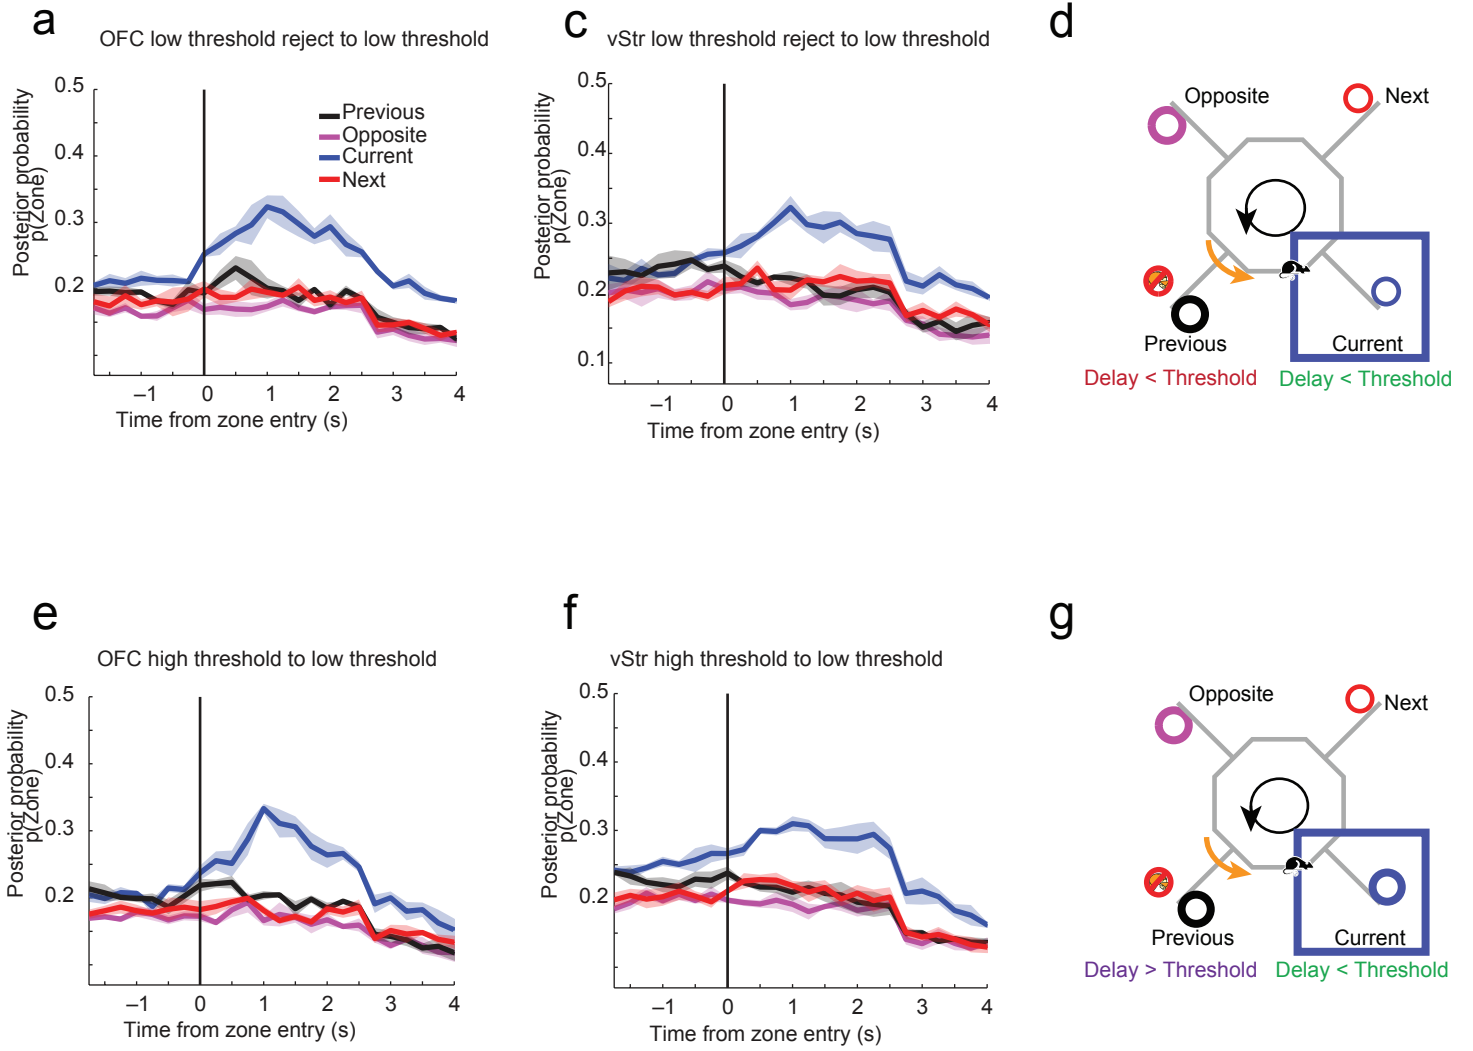 a
OFC low threshold reject to low threshold
Posterior probability
p(Zone)
0.5
0.4
0.3
0.2
Previous
Opposite
Current
Next
–1
0
1
2
3
4
Time from zone entry (s)
c
vStr low threshold reject to low threshold
Posterior probability
p(Zone)
0.5
0.4
0.3
0.2
0.1
–1
0
1
2
3
4
Time from zone entry (s)
d
Opposite
Next
Previous
Current
Delay < Threshold
Delay < Threshold
e
OFC high threshold to low threshold
Posterior probability
p(Zone)
0.5
0.4
0.3
0.2
–1
0
1
2
3
4
Time from zone entry (s)
f
vStr high threshold to low threshold
Posterior probability
p(Zone)
0.5
0.4
0.3
0.2
–1
0
1
2
3
4
Time from zone entry (s)
g
Opposite
Next
Previous
Current
Delay > Threshold
Delay < Threshold